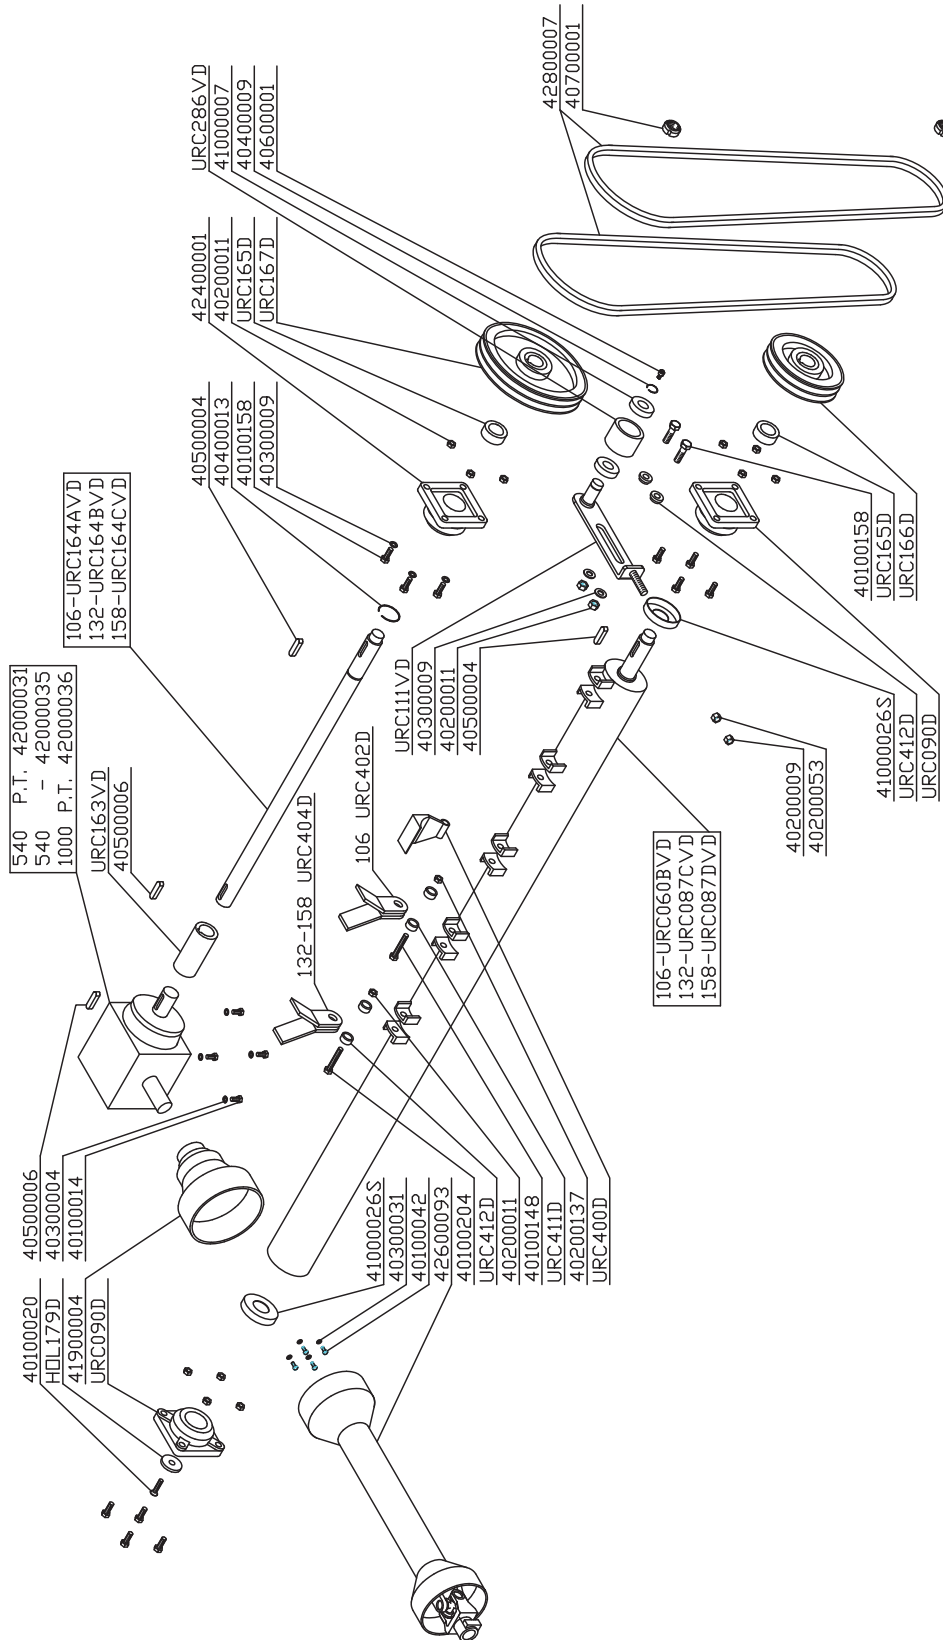 40100020
HOL179D
41900004
URC090D
40500006
40300004
40100014
540 P.T. 42000031
540 - 42000035
1000 P.T. 42000036
URC163VD
40500006
106-URC164AVD
132-URC164BVD
158-URC164CVD
40500004
40400013
40100158
40300009
42400001
40200011
URC165D
URC167D
URC286VD
41000007
40400009
40600001
42800007
40700001
132-158 URC404D
106 URC402D
URC111VD
40300009
40200011
40500004
41000026S
40300031
40100042
42600093
40100204
URC412D
40200011
40100148
URC411D
40200137
URC400D
106-URC060BVD
132-URC087CVD
158-URC087DVD
40200009
40200053
41000026S
URC412D
URC090D
40100158
URC165D
URC166D